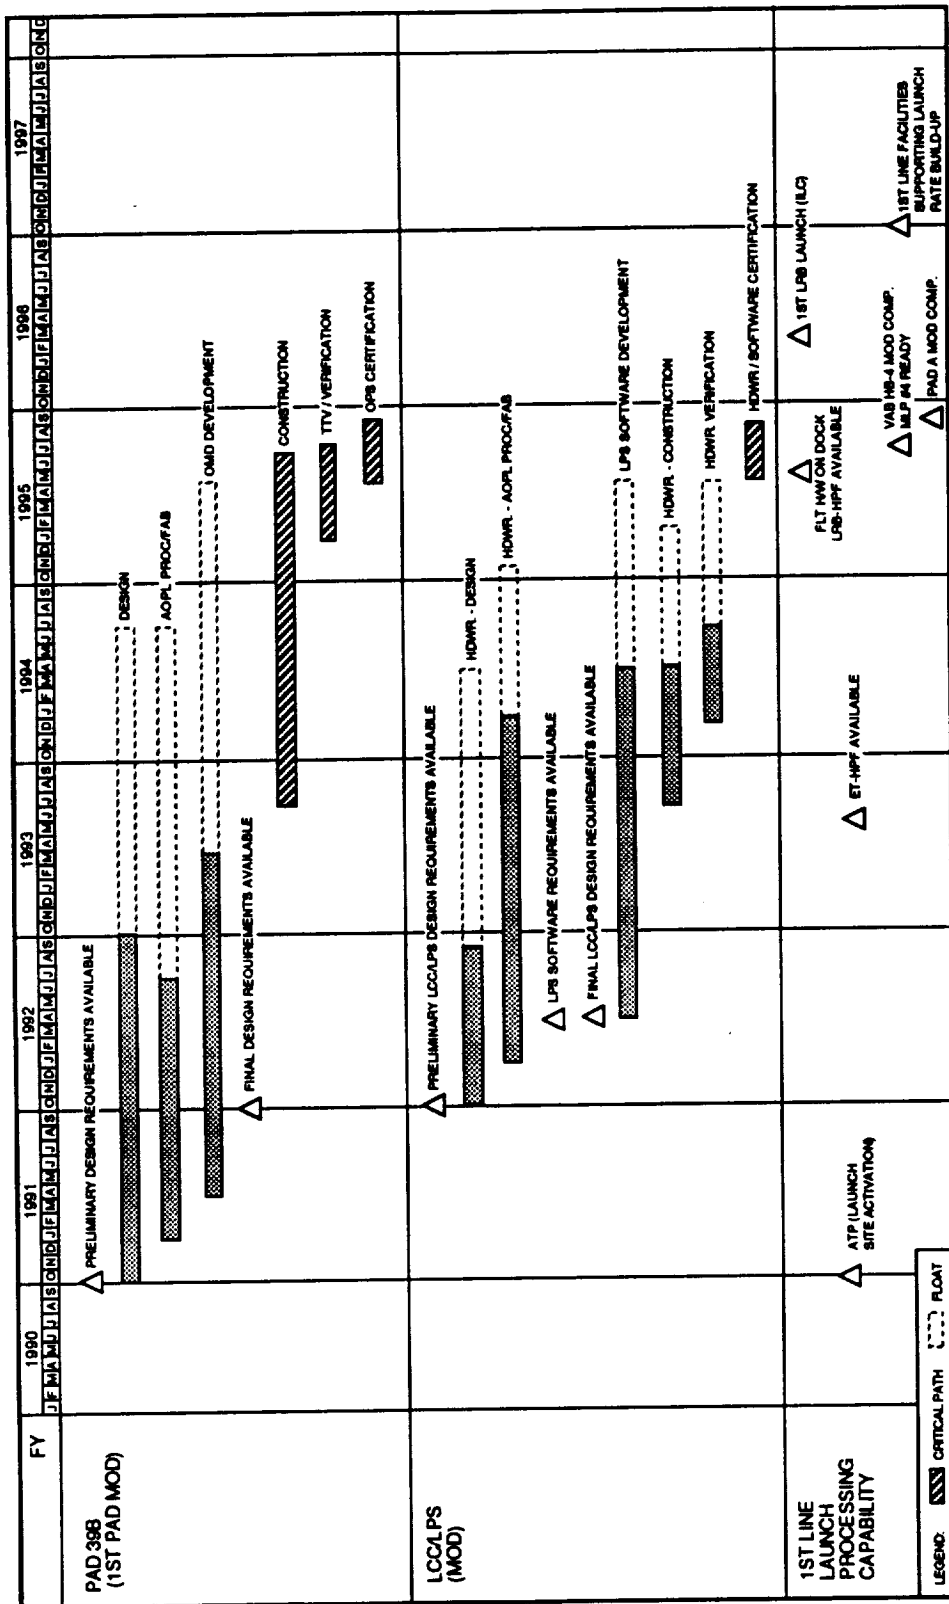 FY
1990
1991
1992
1993
1994
1995
1996
1997
J F M A M J J A S O N D J F M A M J J A S O N D J F M A M J J A S O N D J F M A M J J A S O N D J F M A M J J A S O N D J F M A M J J A S O N D J F M A M J J A S O N D J F M A M J J A S O N D
PAD 39B
(1ST PAD MOD)
PRELIMINARY DESIGN REQUIREMENTS AVAILABLE
DESIGN
AOPL PROC/FAB
OMD DEVELOPMENT
FINAL DESIGN REQUIREMENTS AVAILABLE
CONSTRUCTION
TTV / VERIFICATION
OPS CERTIFICATION
LCC/LPS
(MOD)
PRELIMINARY LCC/LPS DESIGN REQUIREMENTS AVAILABLE
HDWR. - DESIGN
HDWR. - AOPL PROC/FAB
LPS SOFTWARE REQUIREMENTS AVAILABLE
FINAL LCC/LPS DESIGN REQUIREMENTS AVAILABLE
LPS SOFTWARE DEVELOPMENT
HDWR. - CONSTRUCTION
HDWR VERIFICATION
HDWR / SOFTWARE CERTIFICATION
1ST LINE
LAUNCH
PROCESSING
CAPABILITY
ATP (LAUNCH
SITE ACTIVATION)
ET-HPF AVAILABLE
FLT H/W ON DOCK
LRB-HPF AVAILABLE
1ST LRB LAUNCH (ILC)
VAB HB-4 MOD COMP.
MLP #4 READY
PAD A MOD COMP.
1ST LINE FACILITIES
SUPPORTING LAUNCH
RATE BUILD-UP
LEGEND: CRITICAL PATH FLOAT